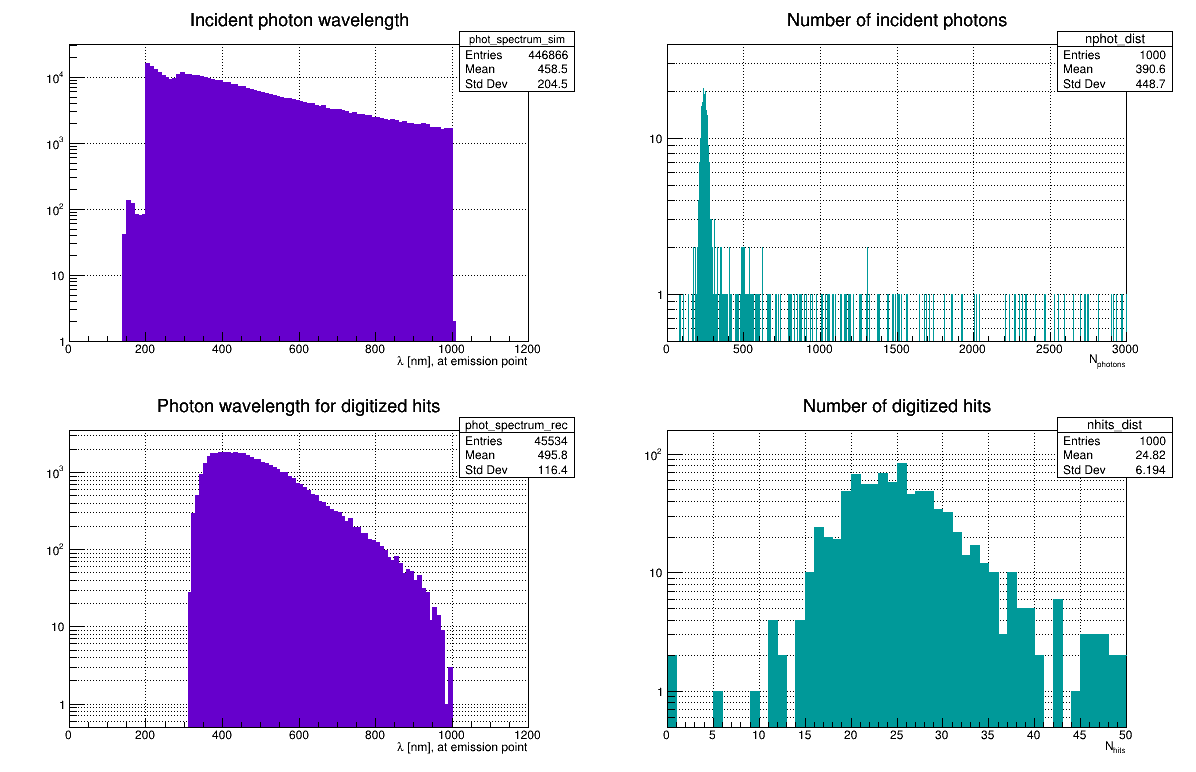 Incident photon wavelength
phot_spectrum_sim
Entries 446866
Mean 458.5
Std Dev 204.5
10^4
10^3
10^2
10
1
0 200 400 600 800 1000 1200
λ [nm], at emission point
Number of incident photons
nphot_dist
Entries 1000
Mean 390.6
Std Dev 448.7
10
1
0 500 1000 1500 2000 2500 3000
N_photons
Photon wavelength for digitized hits
phot_spectrum_rec
Entries 45534
Mean 495.8
Std Dev 116.4
10^3
10^2
10
1
0 200 400 600 800 1000 1200
λ [nm], at emission point
Number of digitized hits
nhits_dist
Entries 1000
Mean 24.82
Std Dev 6.194
10^2
10
1
0 5 10 15 20 25 30 35 40 45 50
N_hits